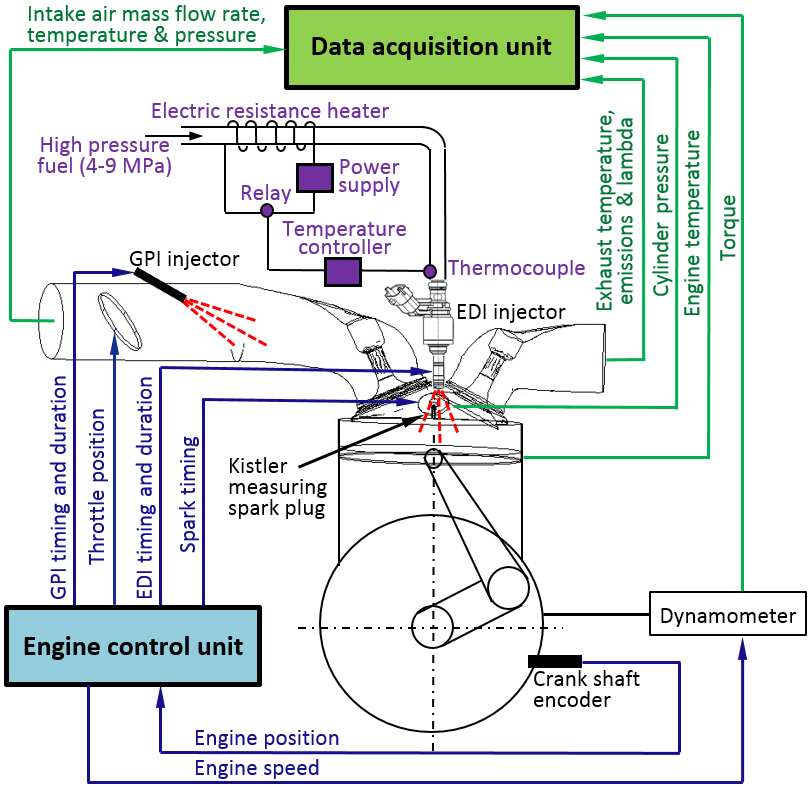 Intake air mass flow rate,
temperature & pressure
Data acquisition unit
Electric resistance heater
High pressure
fuel (4-9 MPa)
Power
supply
Relay
Temperature
controller
GPI injector
Thermocouple
EDI injector
Exhaust temperature,
emissions & lambda
Cylinder pressure
Engine temperature
Torque
GPI timing and duration
Throttle position
EDI timing and duration
Spark timing
Kistler
measuring
spark plug
Engine control unit
Dynamometer
Crank shaft
encoder
Engine position
Engine speed